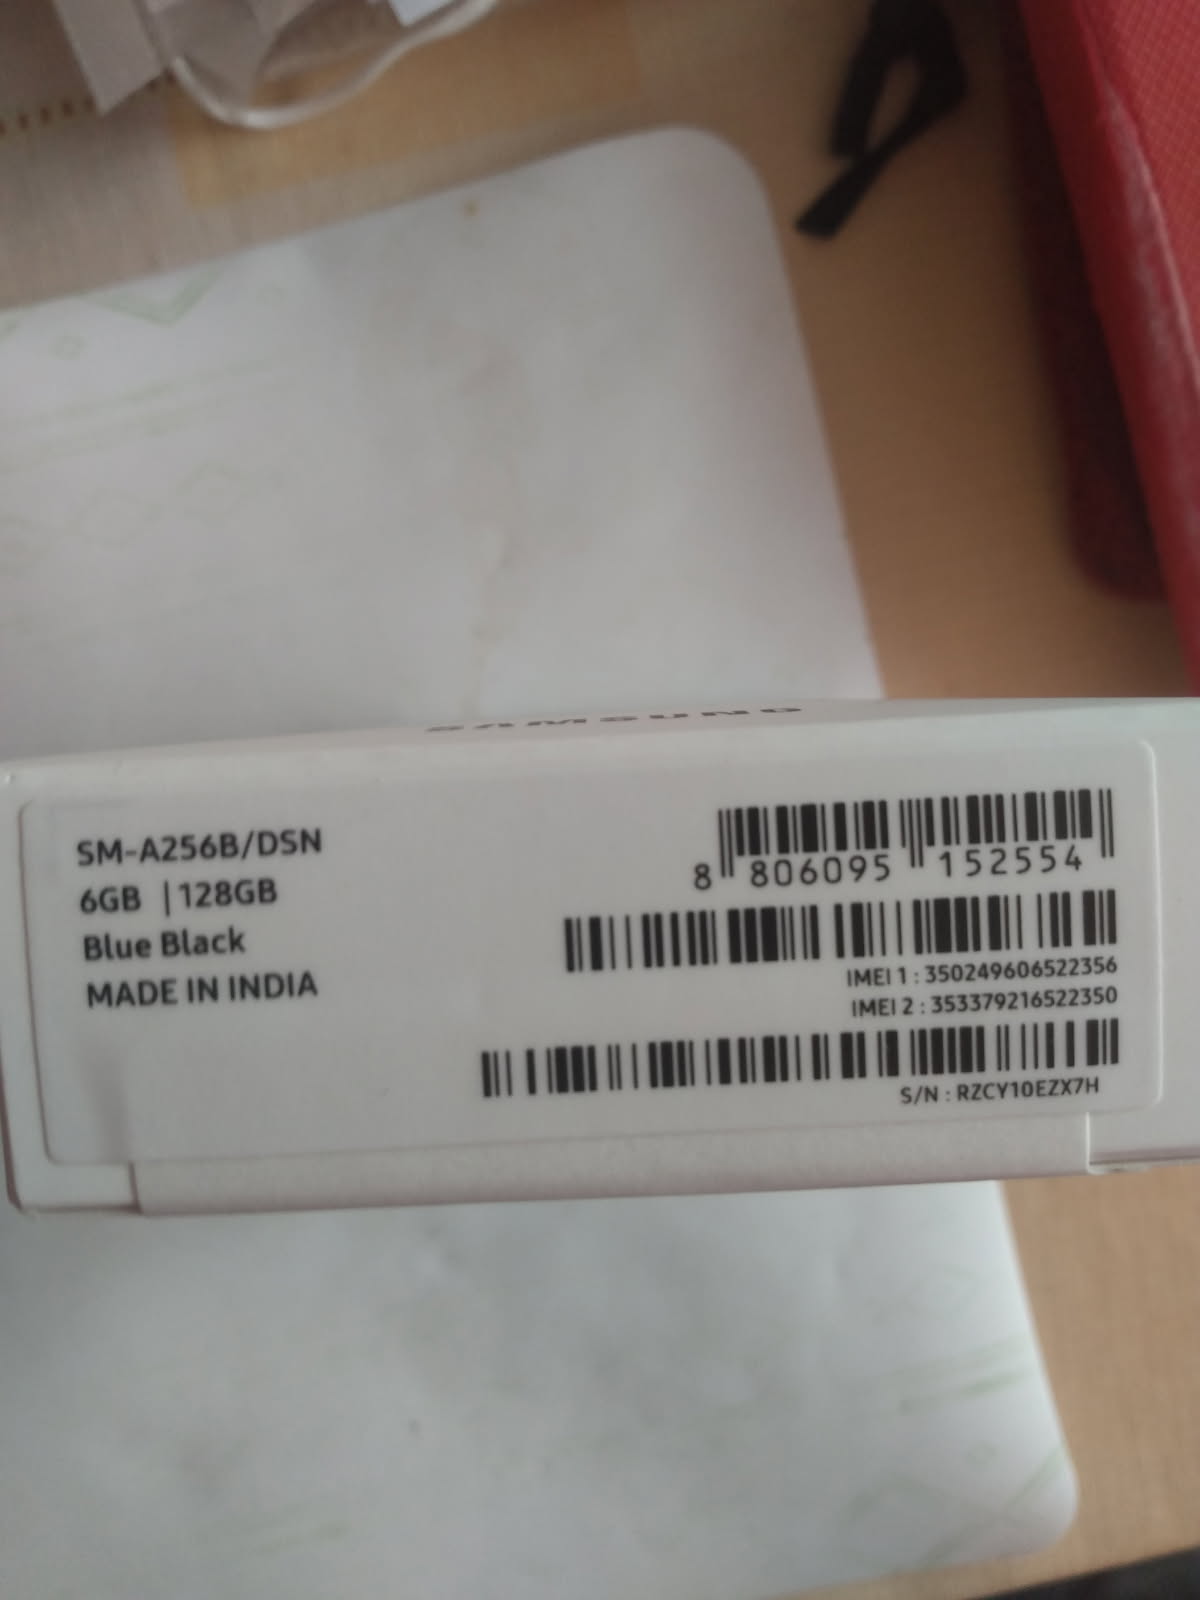 SAMSUNG
SM-A256B/DSN
6GB | 128GB
Blue Black
MADE IN INDIA
8 806095 152554
IMEI 1 : 350249606522356
IMEI 2 : 353379216522350
S/N : RZCY10EZX7H